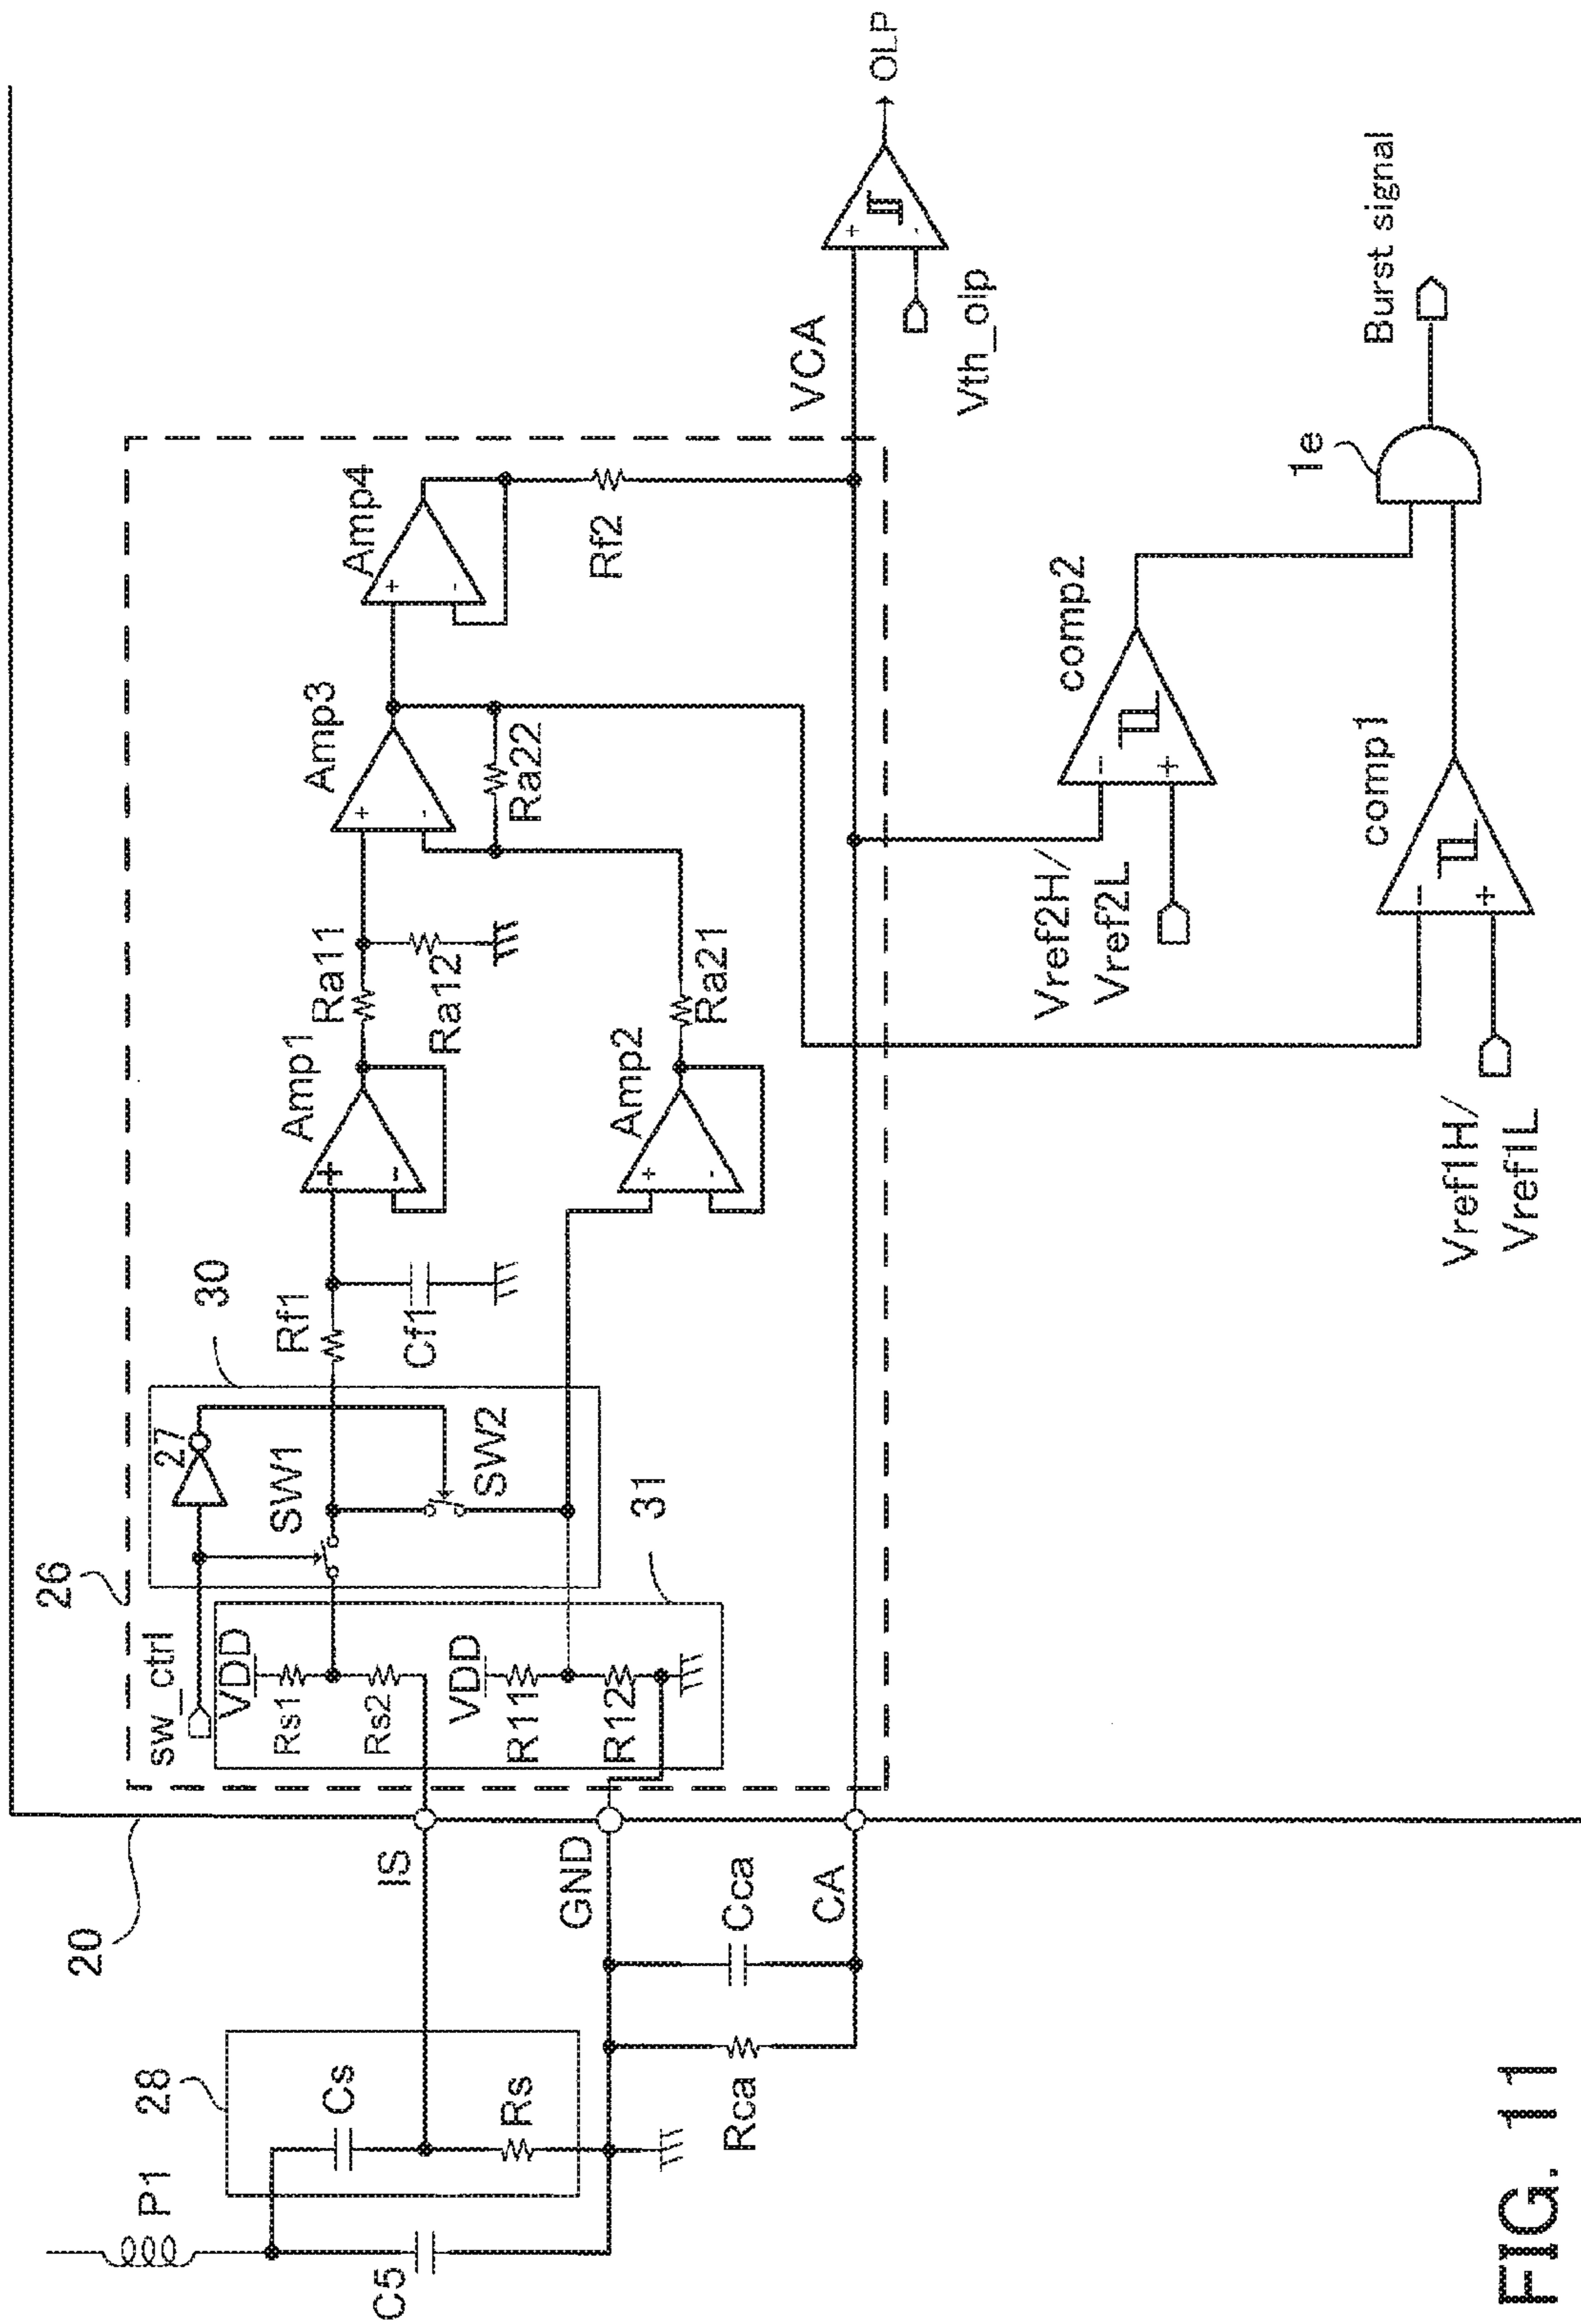 20
26
sw_ctrl
VDD
Rs1
Rs2
VDD
R11
R12
31
30
27
SW1
SW2
Rf1
Cf1
Amp1
+
-
Amp2
+
-
Ra11
Ra12
Ra21
Amp3
+
-
Ra22
Amp4
+
-
Rf2
VCA
+
-
Vth_olp
OLP
P1
C5
28
Cs
Rs
IS
GND
CA
Cca
Rca
Vref2H/
Vref2L
comp2
-
+
Vref1H/
Vref1L
comp1
-
+
1e
Burst signal
FIG. 11